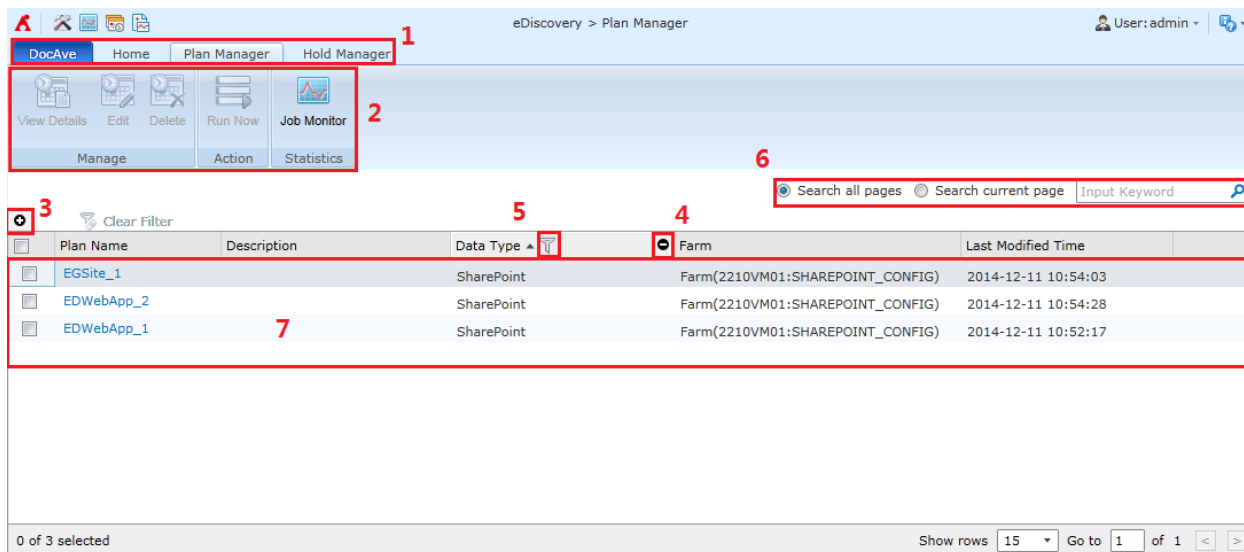 eDiscovery > Plan Manager
User:admin
1
DocAve Home Plan Manager Hold Manager
View Details Edit Delete Run Now Job Monitor
2
Manage Action Statistics
6
Search all pages Search current page Input Keyword
3 Clear Filter 5 4
Plan Name Description Data Type Farm Last Modified Time
EGSite_1 SharePoint Farm(2210VM01:SHAREPOINT_CONFIG) 2014-12-11 10:54:03
EDWebApp_2 SharePoint Farm(2210VM01:SHAREPOINT_CONFIG) 2014-12-11 10:54:28
EDWebApp_1 SharePoint Farm(2210VM01:SHAREPOINT_CONFIG) 2014-12-11 10:52:17
7
0 of 3 selected Show rows 15 Go to 1 of 1 < >